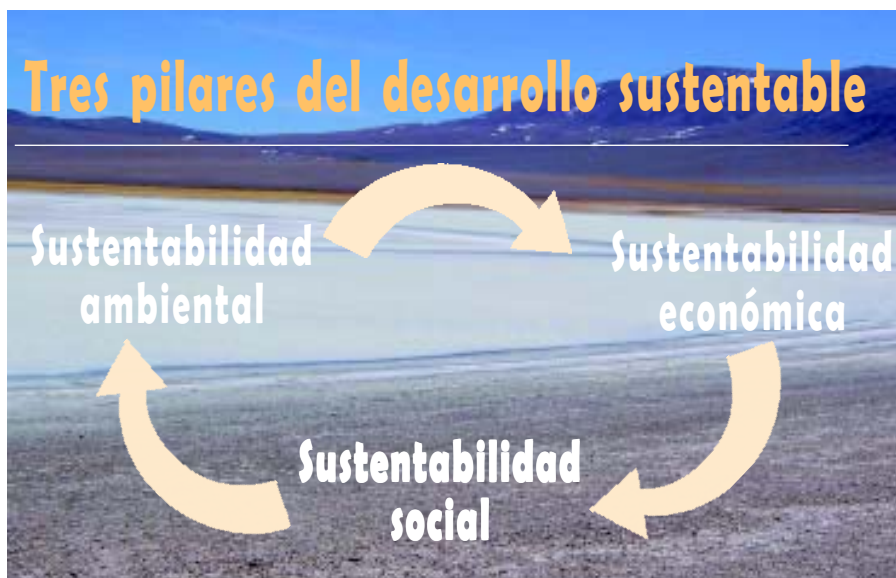 Tres pilares del desarrollo sustentable
Sustentabilidad
ambiental
Sustentabilidad
económica
Sustentabilidad
social